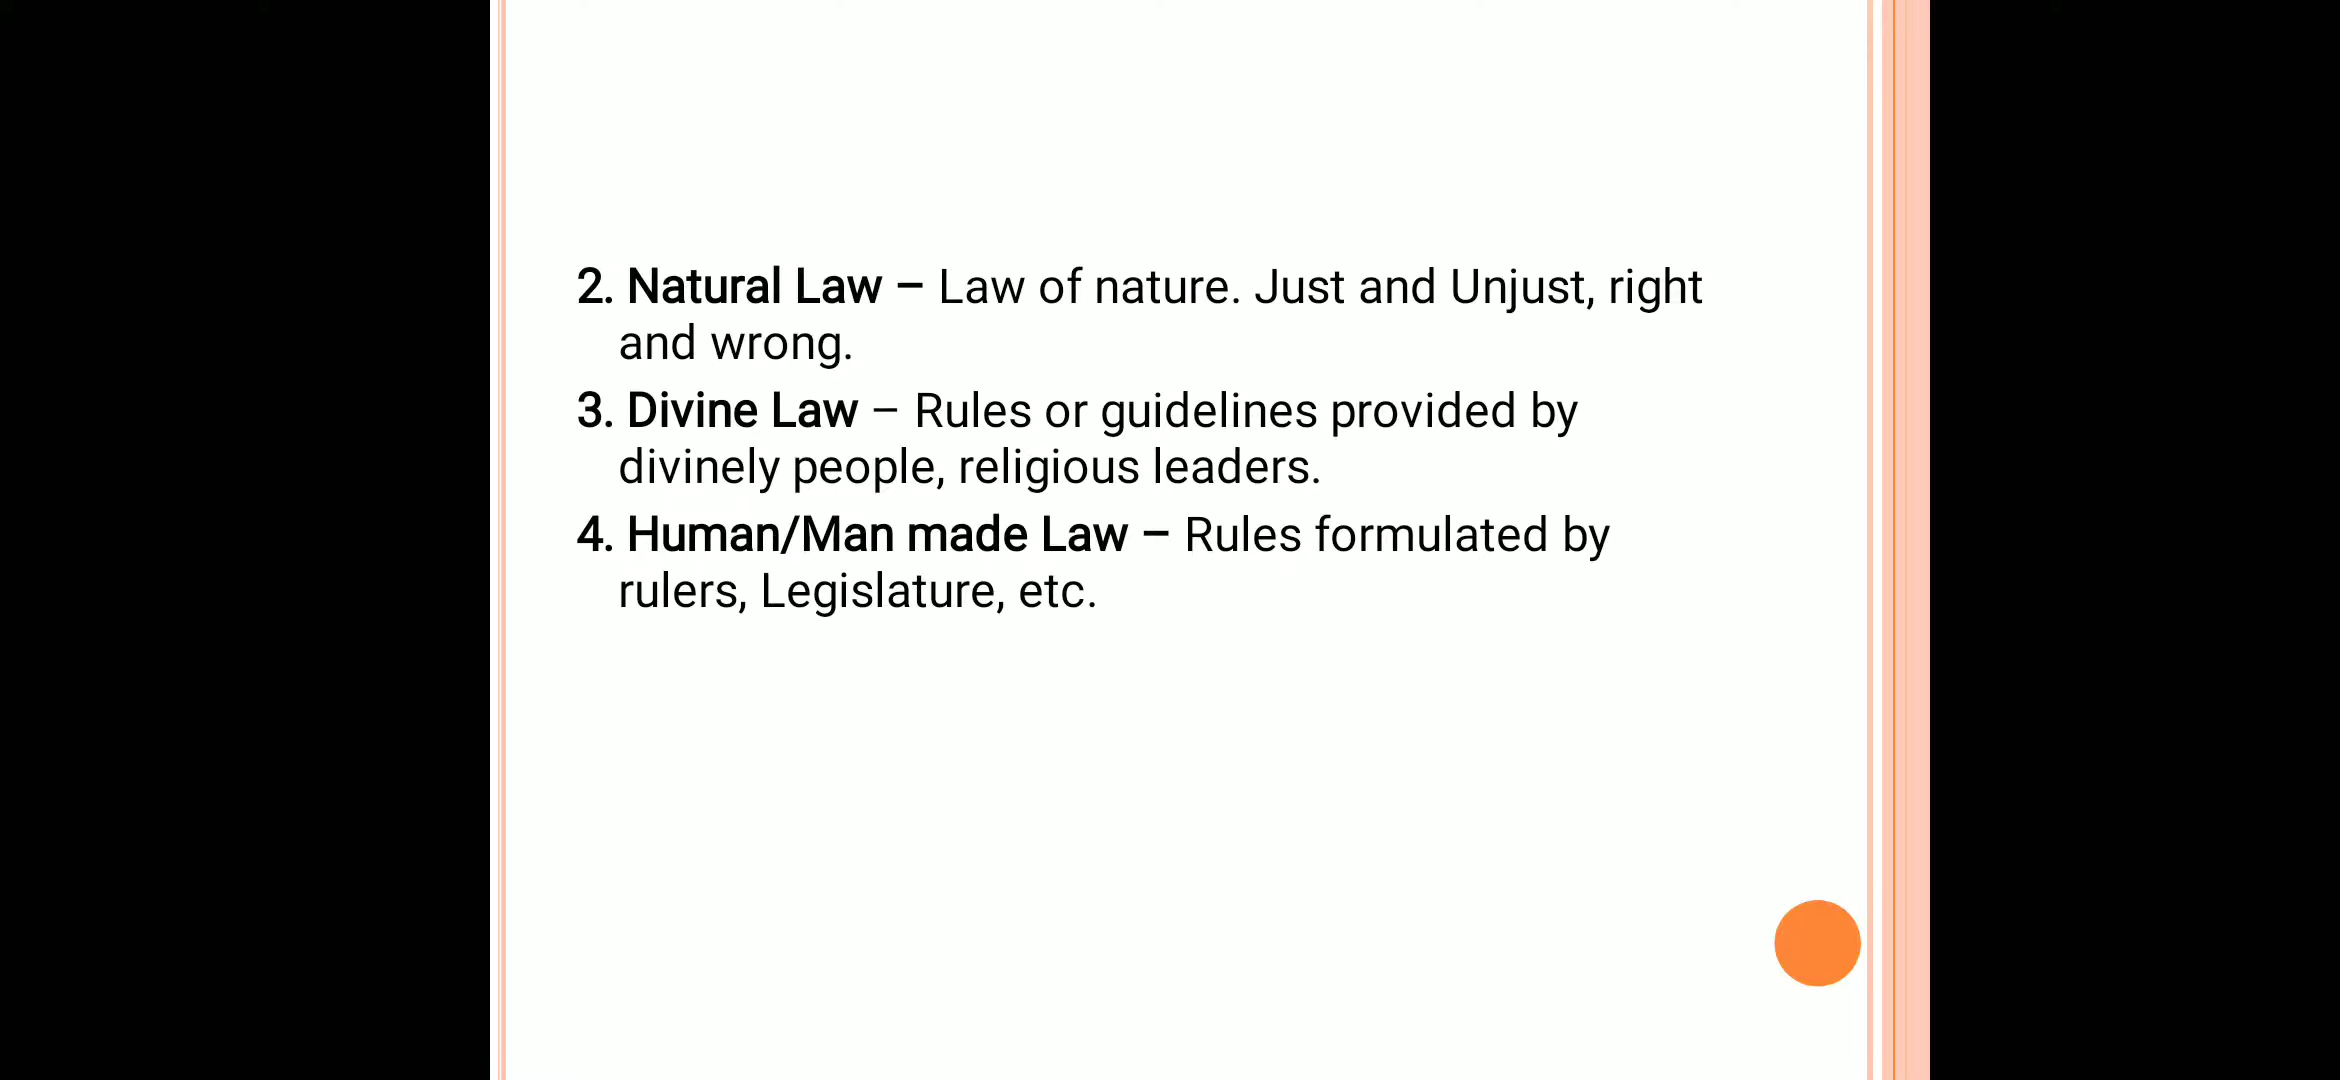 2. Natural Law – Law of nature. Just and Unjust, right
and wrong.
3. Divine Law – Rules or guidelines provided by
divinely people, religious leaders.
4. Human/Man made Law – Rules formulated by
rulers, Legislature, etc.